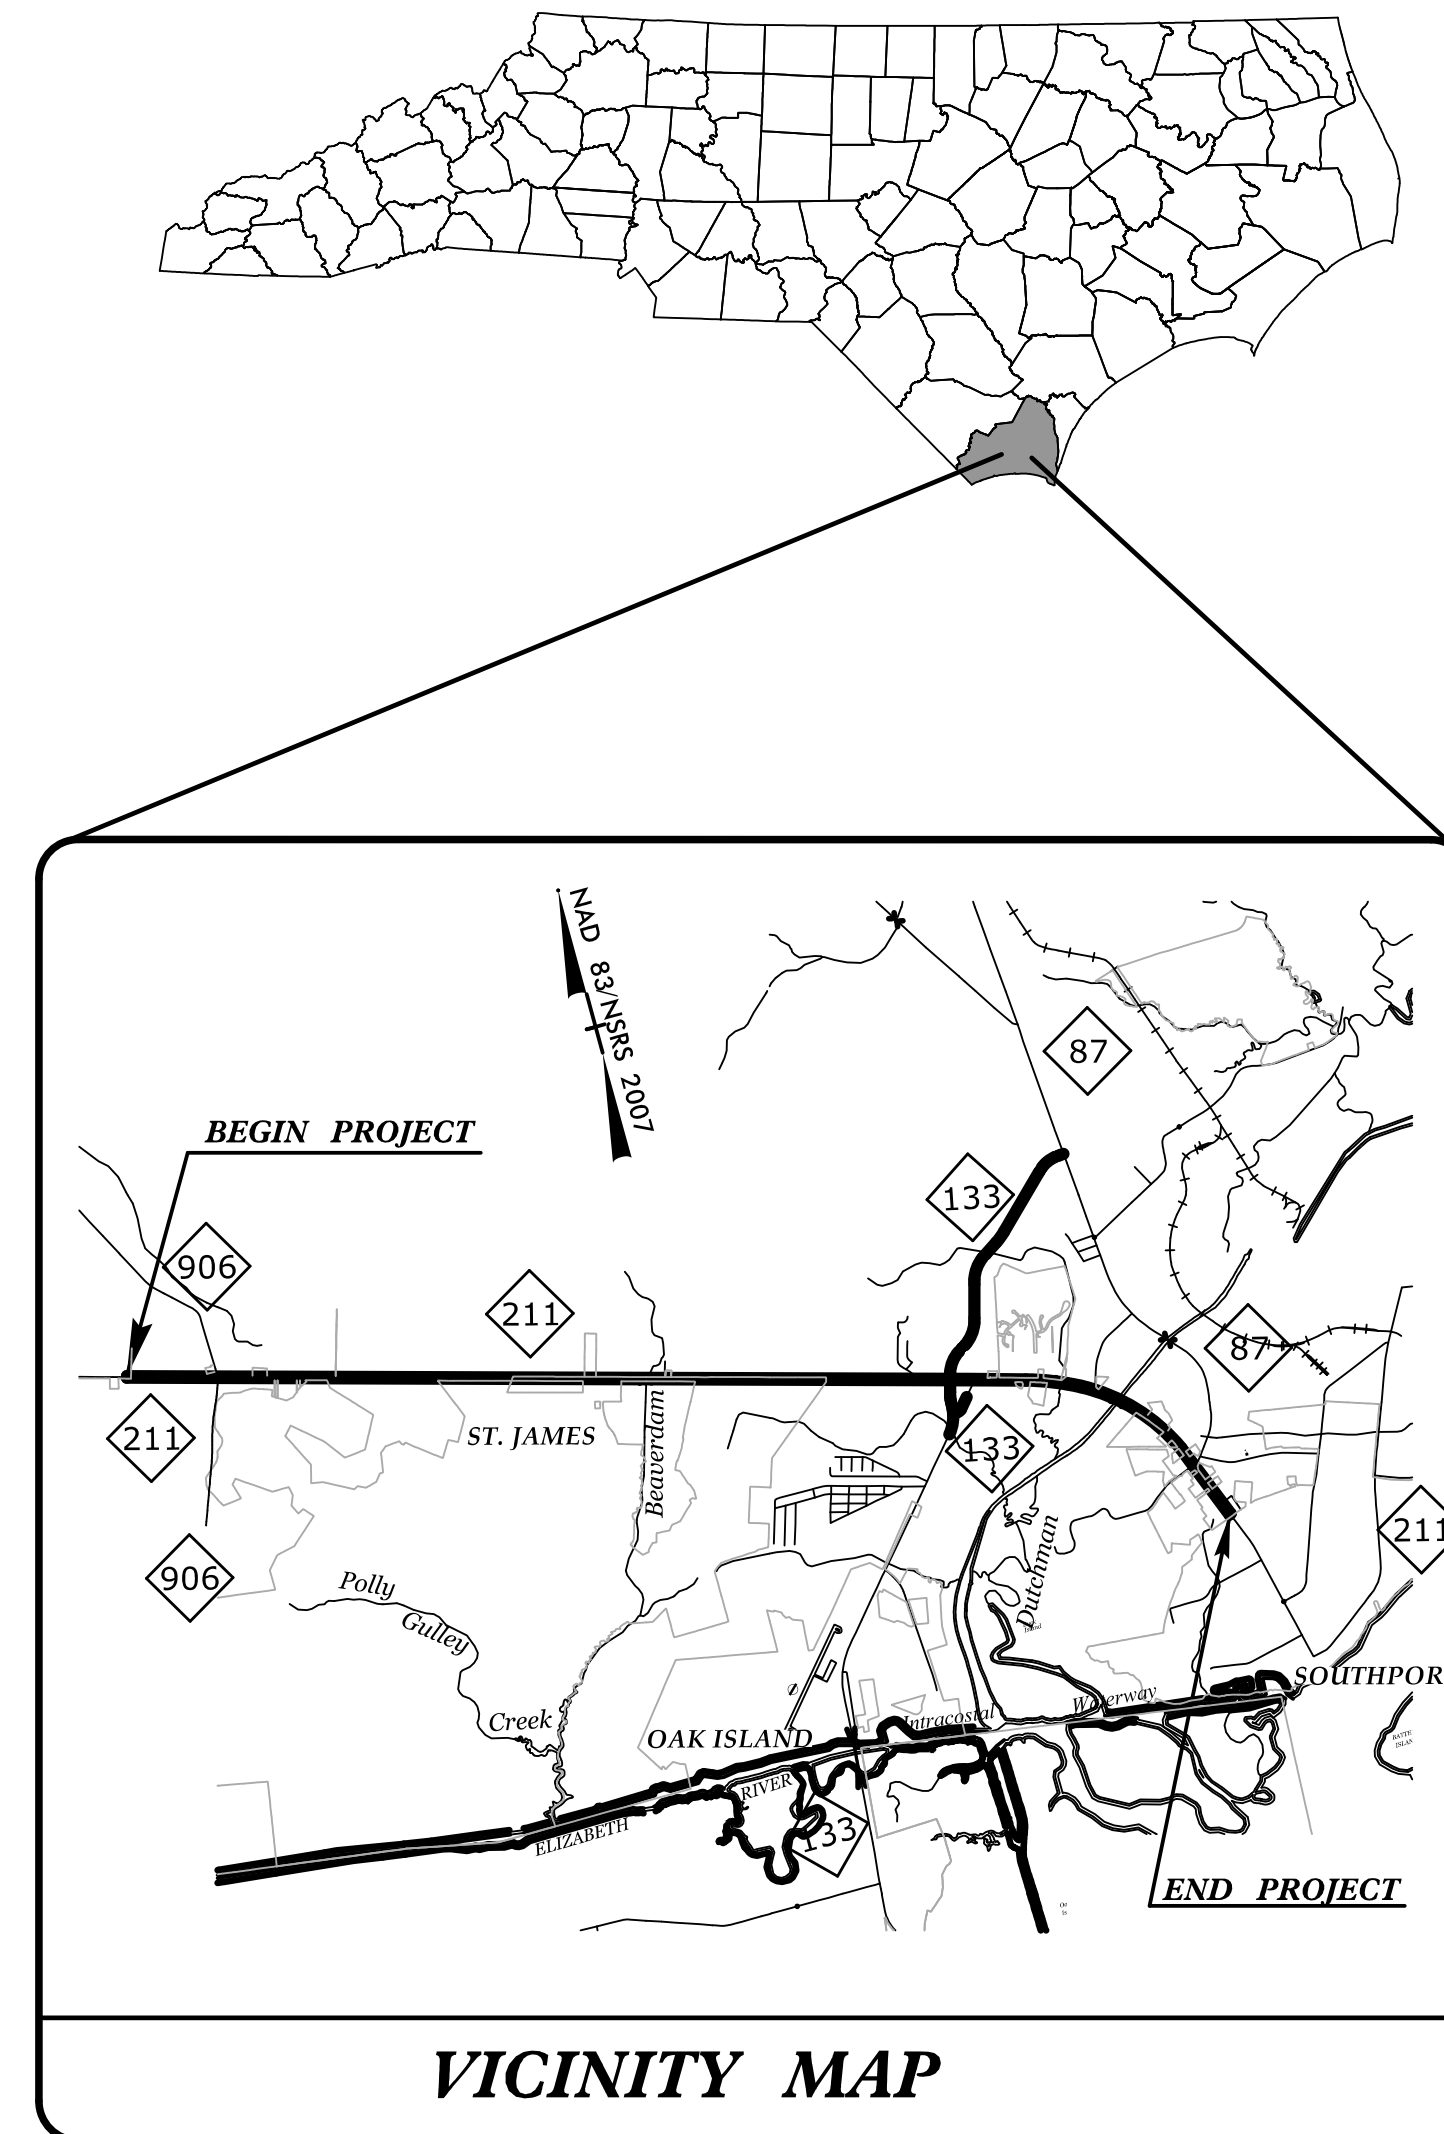 NAD 83/NSRS 2007
87
BEGIN PROJECT
133
906
211
87
211
ST. JAMES
Beaverdam
133
211
906
Polly
Gulley
Dutchman
Island
SOUTHPOR
Waterway
Intracostal
Creek
OAK ISLAND
RIVER
133
ELIZABETH
END PROJECT
VICINITY MAP